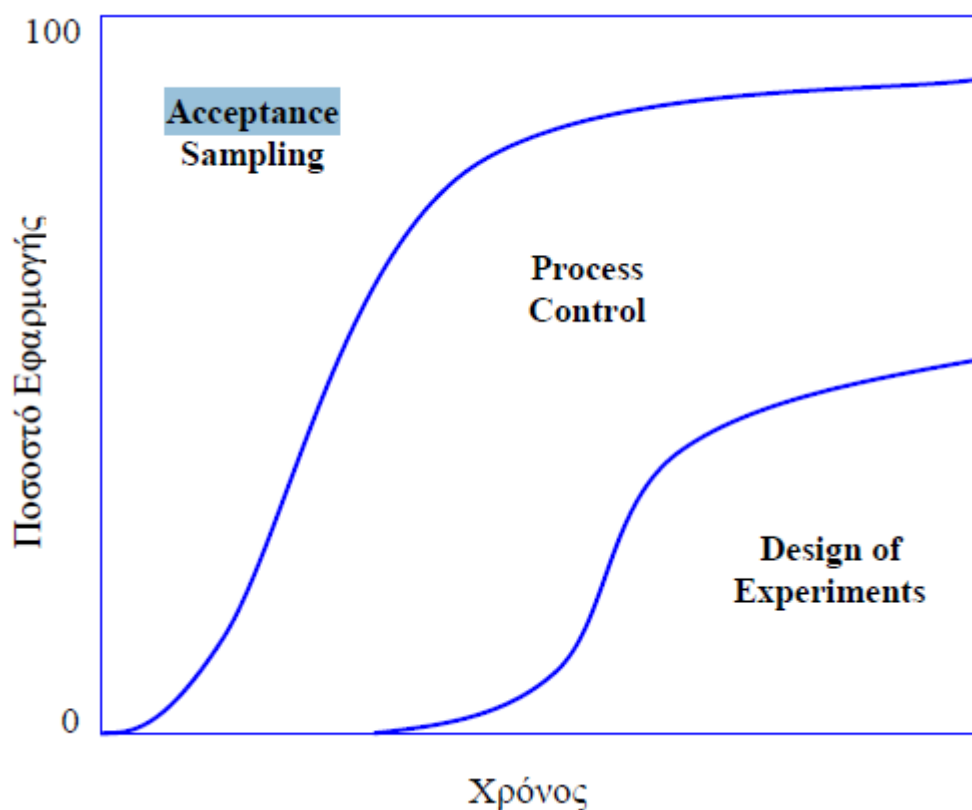 100
Acceptance
Sampling
Process
Control
Design of
Experiments
0
Ποσοστό Εφαρμογής
Χρόνος